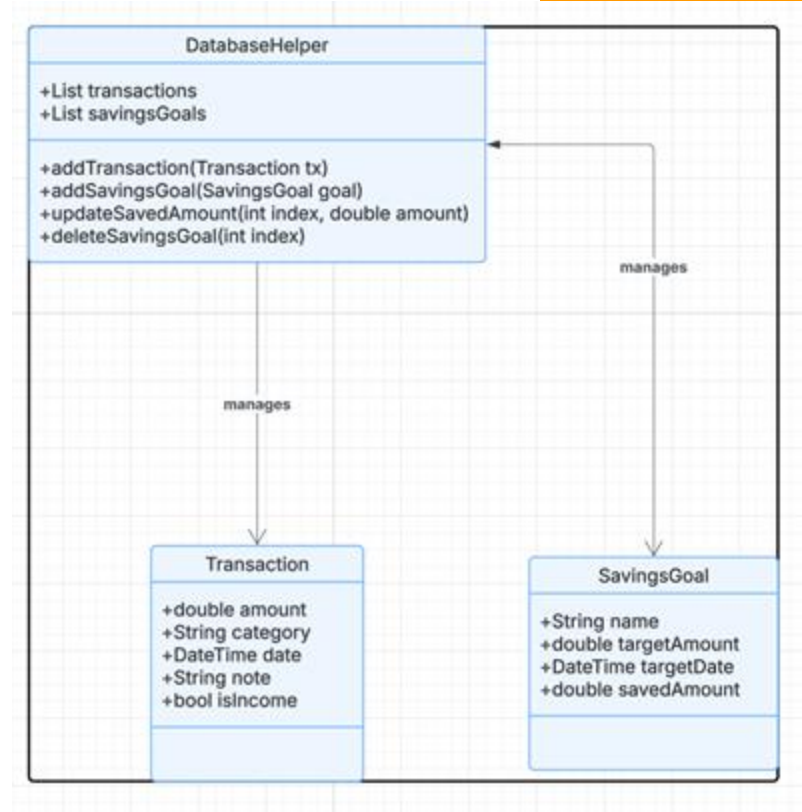 DatabaseHelper
+List transactions
+List savingsGoals
+addTransaction(Transaction tx)
+addSavingsGoal(SavingsGoal goal)
+updateSavedAmount(int index, double amount)
+deleteSavingsGoal(int index)
manages
manages
Transaction
+double amount
+String category
+DateTime date
+String note
+bool isIncome
SavingsGoal
+String name
+double targetAmount
+DateTime targetDate
+double savedAmount